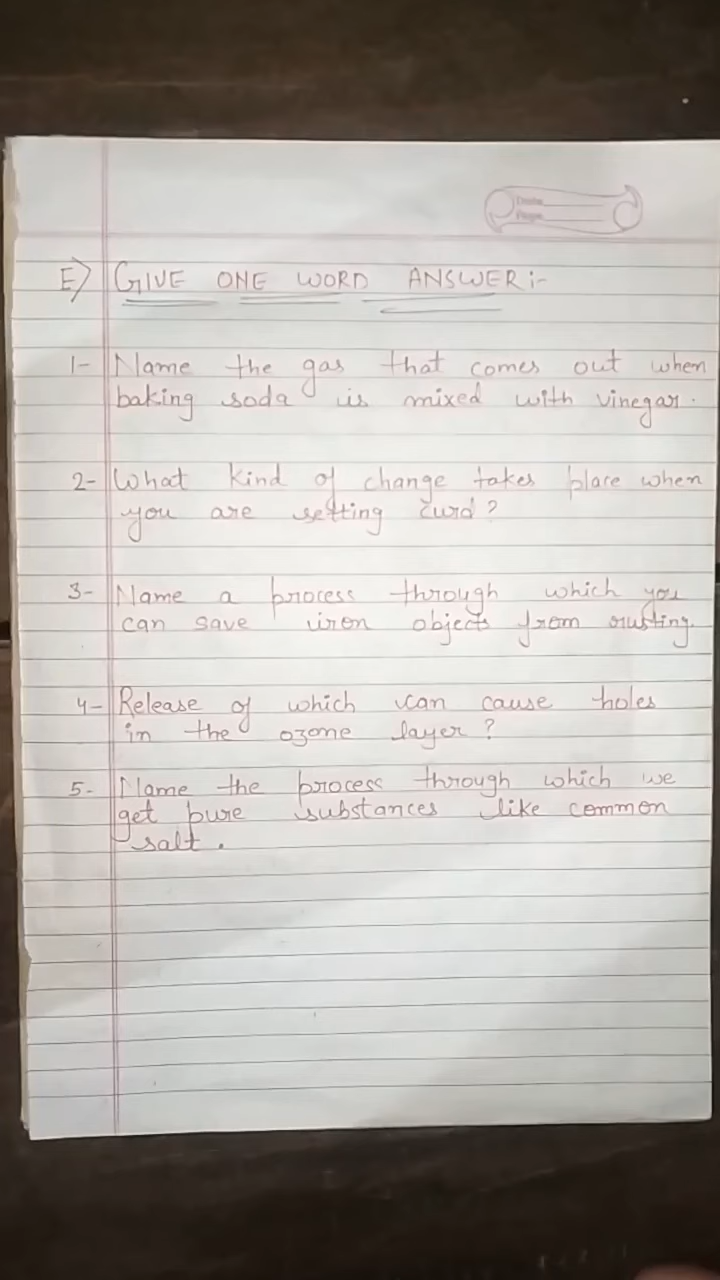 E) GIVE ONE WORD ANSWER:-
1- Name the gas that comes out when
baking soda is mixed with vinegar.
2- What kind of change takes place when
you are setting curd?
3- Name a process through which you
can save iron objects from rusting.
4- Release of which can cause holes
in the ozone layer?
5- Name the process through which we
get pure substances like common
salt.